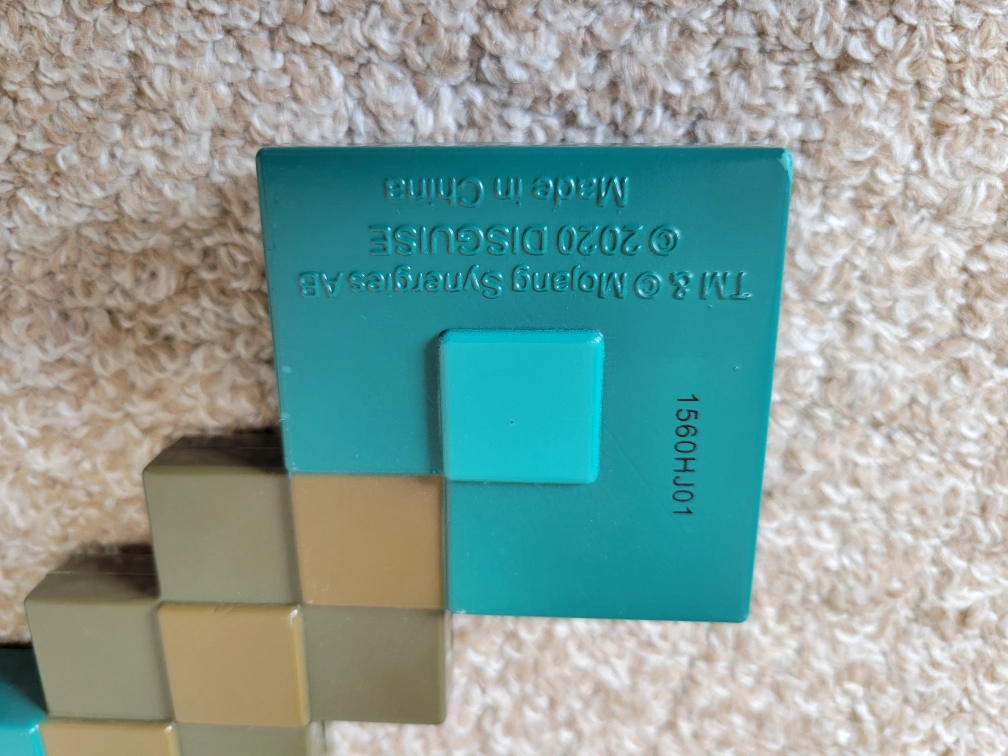 TM & © Mojang Synergies AB
© 2020 DISGUISE
Made in China
1560HJ01